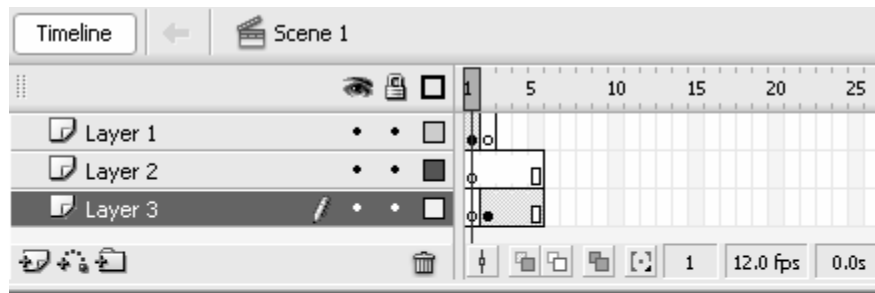 Timeline Scene 1
1 5 10 15 20 25
Layer 1
Layer 2
Layer 3
1 12.0 fps 0.0s